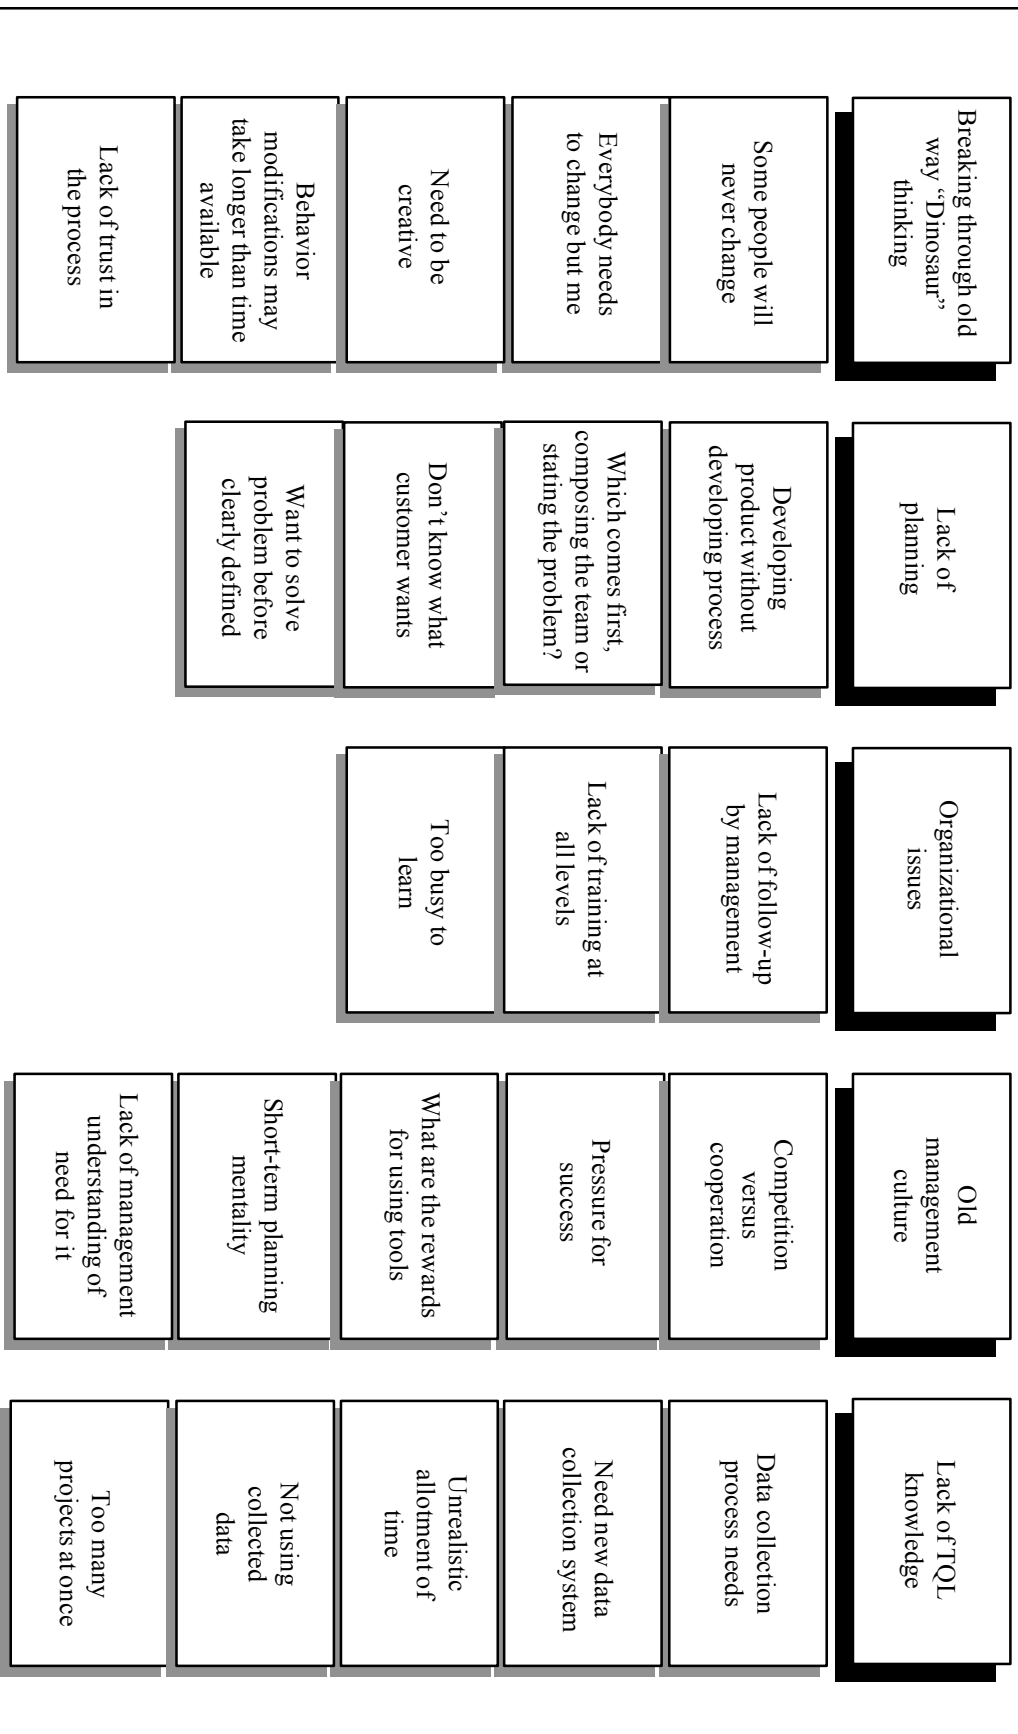 Breaking through old
way “Dinosaur”
thinking
Some people will
never change
Everybody needs
to change but me
Need to be
creative
Behavior
modifications may
take longer than time
available
Lack of trust in
the process
Lack of
planning
Developing
product without
developing process
Which comes first,
composing the team or
stating the problem?
Don’t know what
customer wants
Want to solve
problem before
clearly defined
Organizational
issues
Lack of follow-up
by management
Lack of training at
all levels
Too busy to
learn
Old
management
culture
Competition
versus
cooperation
Pressure for
success
What are the rewards
for using tools
Short-term planning
mentality
Lack of management
understanding of
need for it
Lack of TQL
knowledge
Data collection
process needs
Need new data
collection system
Unrealistic
allotment of
time
Not using
collected
data
Too many
projects at once